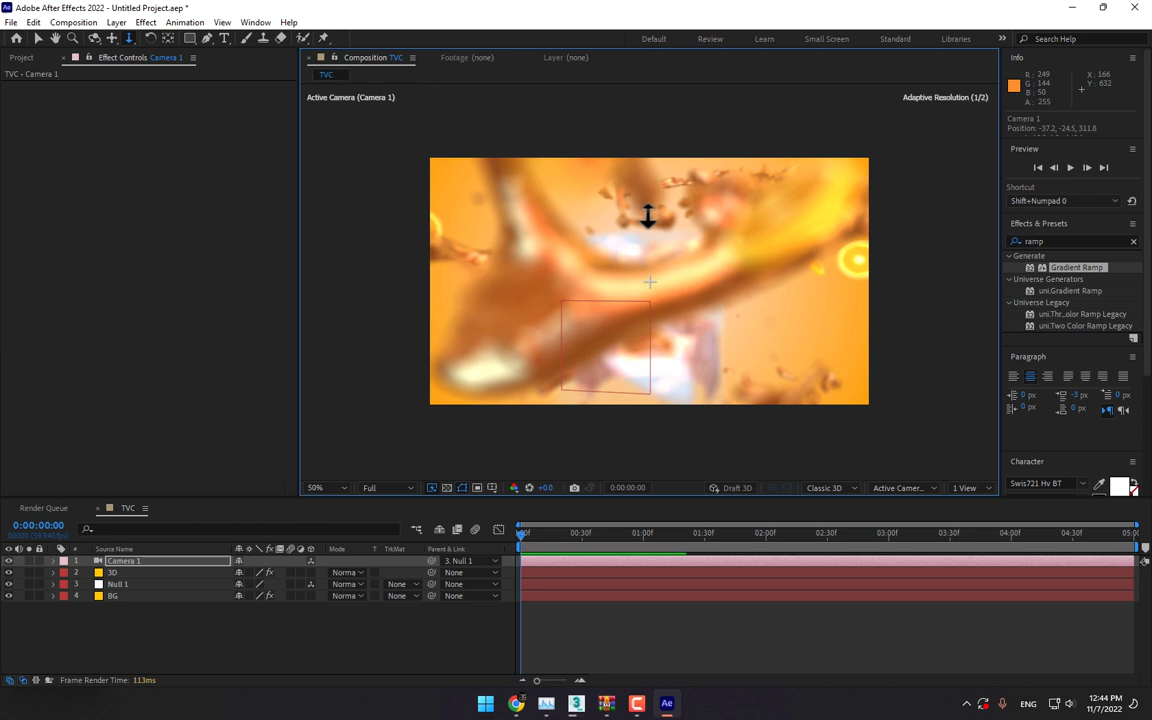 Adobe After Effects 2022 - Untitled Project.aep *
File Edit Composition Layer Effect Animation View Window Help
Default Review Learn Small Screen Standard Libraries Search Help
Project Effect Controls Camera 1 Composition TVC Footage (none) Layer (none) Info
TVC - Camera 1
TVC
Active Camera (Camera 1) Adaptive Resolution (1/2)
R : 249 X : 166
G : 144 Y : 632
B : 50
A : 255
Camera 1
Position: -37.2, -24.5, 311.8
Preview
Shortcut
Shift+Numpad 0
Effects & Presets
ramp
Generate
Gradient Ramp
Universe Generators
uni.Gradient Ramp
Universe Legacy
uni.Thr...olor Ramp Legacy
uni.Two Color Ramp Legacy
Paragraph
0 px -3 px 0 px
0 px 0 px
Character
Swis721 Hv BT
50% Full +0.0 0:00:00:00 Draft 3D Classic 3D Active Camer... 1 View
Render Queue TVC
0:00:00:00
00000 (59.940 fps)
# Source Name Mode T TrkMat Parent & Link
:00f 00:30f 01:00f 01:30f 02:00f 02:30f 03:00f 03:30f 04:00f 04:30f 05:0
1 Camera 1 3. Null 1
2 3D Norma None
3 Null 1 Norma None None
4 BG Norma None None
Frame Render Time: 113ms
ENG 12:44 PM
11/7/2022